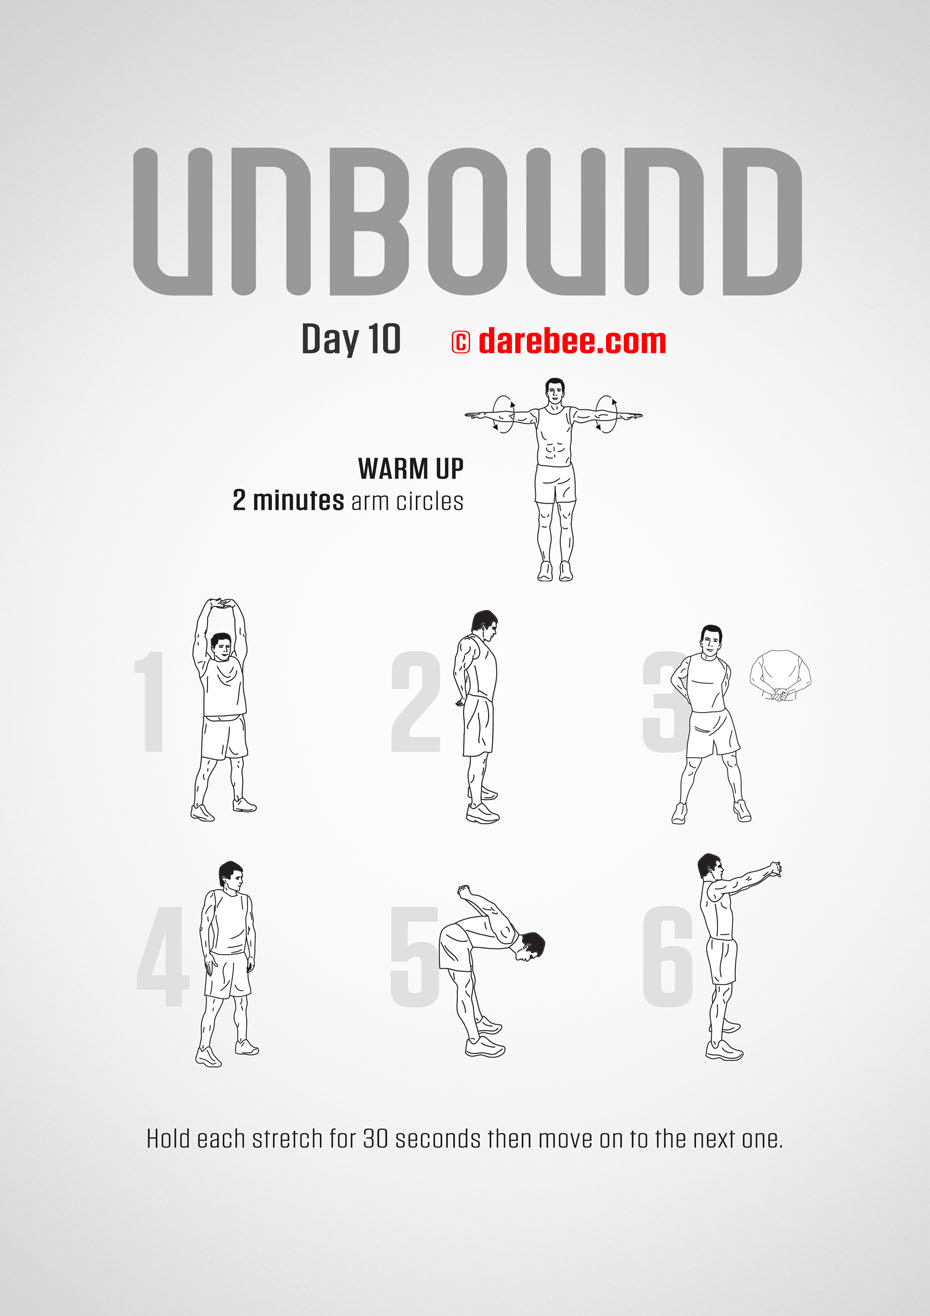 UNBOUND
Day 10 © darebee.com
WARM UP
2 minutes arm circles
1 2 3
4 5 6
Hold each stretch for 30 seconds then move on to the next one.